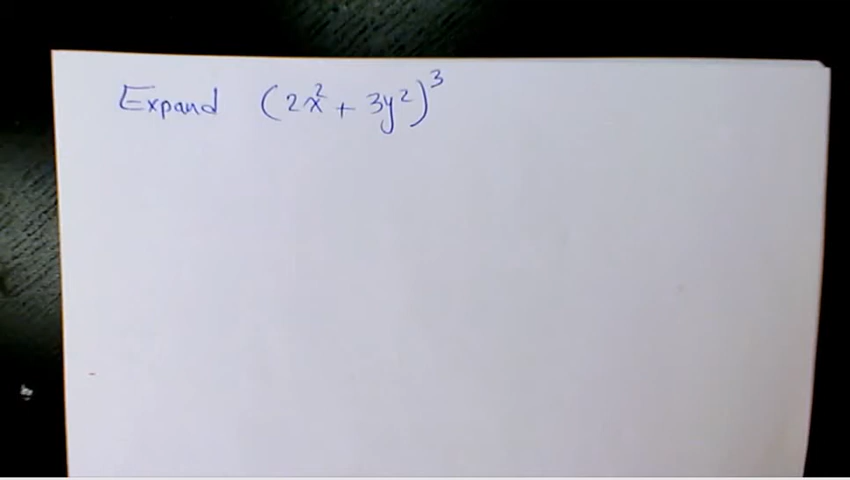 Expand (2x² + 3y²)³